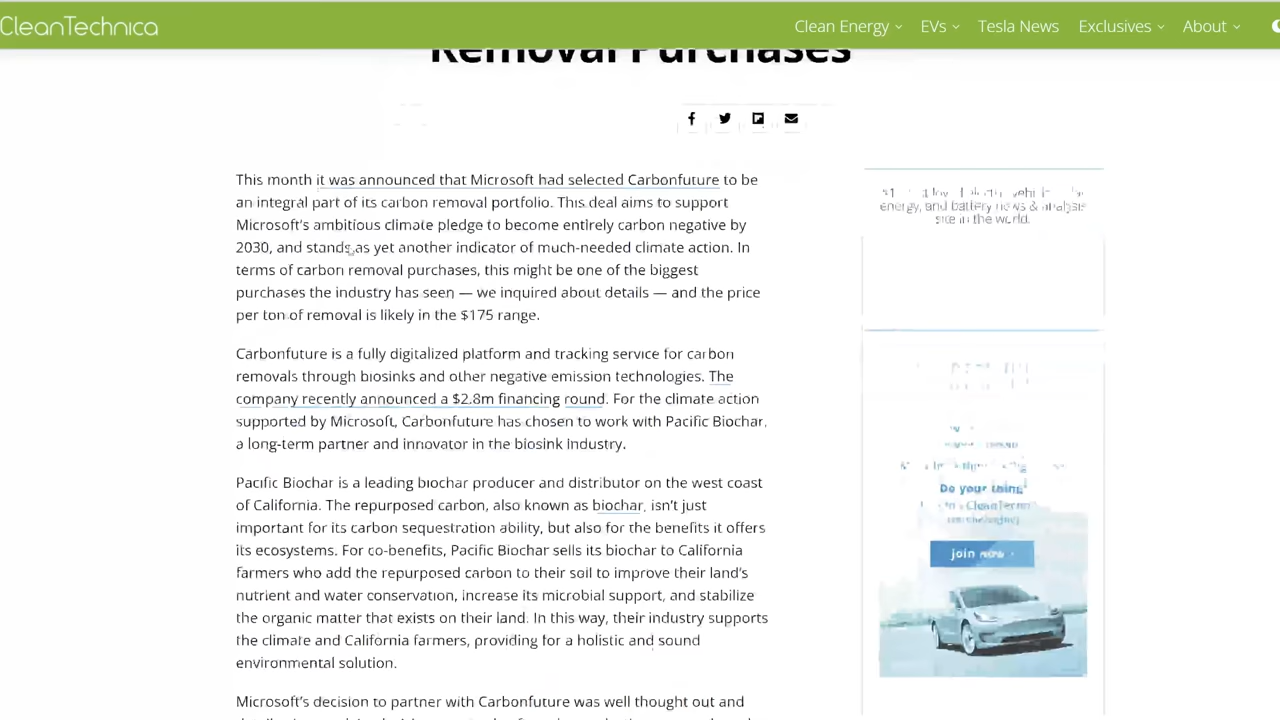 CleanTechnica
Clean Energy
EVs
Tesla News
Exclusives
About
Removal Purchases
This month it was announced that Microsoft had selected Carbonfuture to be
an integral part of its carbon removal portfolio. This deal aims to support
Microsoft's ambitious climate pledge to become entirely carbon negative by
2030, and stands as yet another indicator of much-needed climate action. In
terms of carbon removal purchases, this might be one of the biggest
purchases the industry has seen — we inquired about details — and the price
per ton of removal is likely in the $175 range.
Carbonfuture is a fully digitalized platform and tracking service for carbon
removals through biosinks and other negative emission technologies. The
company recently announced a $2.8m financing round. For the climate action
supported by Microsoft, Carbonfuture has chosen to work with Pacific Biochar,
a long-term partner and innovator in the biosink industry.
Pacific Biochar is a leading biochar producer and distributor on the west coast
of California. The repurposed carbon, also known as biochar, isn't just
important for its carbon sequestration ability, but also for the benefits it offers
its ecosystems. For co-benefits, Pacific Biochar sells its biochar to California
farmers who add the repurposed carbon to their soil to improve their land's
nutrient and water conservation, increase its microbial support, and stabilize
the organic matter that exists on their land. In this way, their industry supports
the climate and California farmers, providing for a holistic and sound
environmental solution.
Microsoft's decision to partner with Carbonfuture was well thought out and
energy, and battery news & analysis
site in the world.
Do your thing
join now